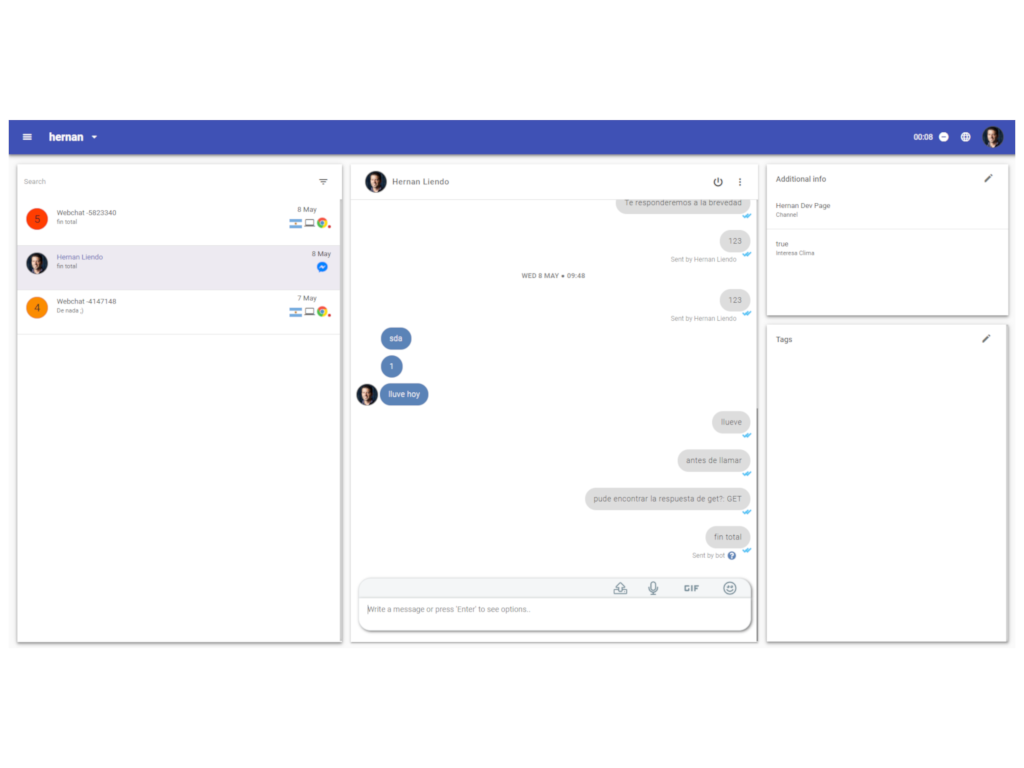 hernan
00:08
Search
5
Webchat -5823340
fin total
8 May
Hernan Liendo
fin total
8 May
4
Webchat -4147148
De nada ;)
7 May
Hernan Liendo
Te responderemos a la brevedad
123
Sent by Hernan Liendo
WED 8 MAY • 09:48
123
Sent by Hernan Liendo
sda
1
lluve hoy
llueve
antes de llamar
pude encontrar la respuesta de get?: GET
fin total
Sent by bot ?
GIF
Write a message or press 'Enter' to see options..
Additional info
Hernan Dev Page
Channel
true
Interesa Clima
Tags